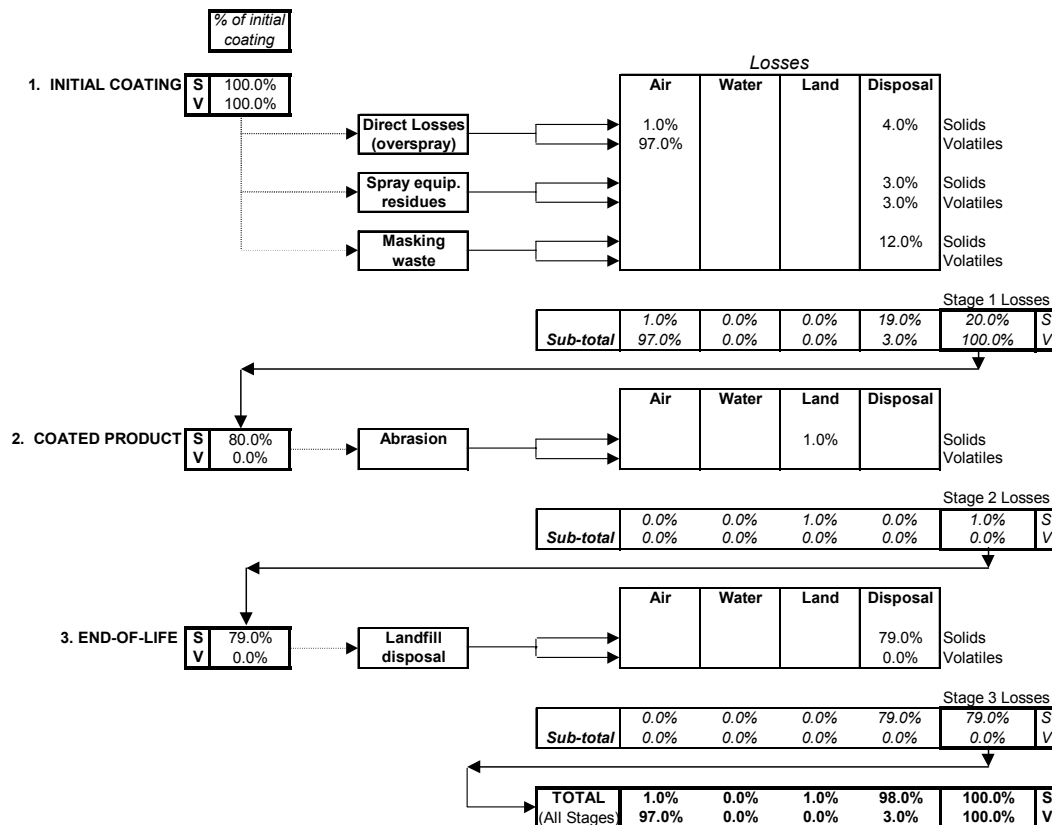 % of initial
coating
Losses
1. INITIAL COATING S 100.0% Air Water Land Disposal
V 100.0%
Direct Losses 1.0% 4.0% Solids
(overspray) 97.0% Volatiles
Spray equip. 3.0% Solids
residues 3.0% Volatiles
Masking 12.0% Solids
waste Volatiles
Stage 1 Losses
1.0% 0.0% 0.0% 19.0% 20.0% S
Sub-total 97.0% 0.0% 0.0% 3.0% 100.0% V
Air Water Land Disposal
2. COATED PRODUCT S 80.0% Abrasion 1.0% Solids
V 0.0% Volatiles
Stage 2 Losses
0.0% 0.0% 1.0% 0.0% 1.0% S
Sub-total 0.0% 0.0% 0.0% 0.0% 0.0% V
Air Water Land Disposal
3. END-OF-LIFE S 79.0% Landfill 79.0% Solids
V 0.0% disposal 0.0% Volatiles
Stage 3 Losses
0.0% 0.0% 0.0% 79.0% 79.0% S
Sub-total 0.0% 0.0% 0.0% 0.0% 0.0% V
TOTAL 1.0% 0.0% 1.0% 98.0% 100.0% S
(All Stages) 97.0% 0.0% 0.0% 3.0% 100.0% V